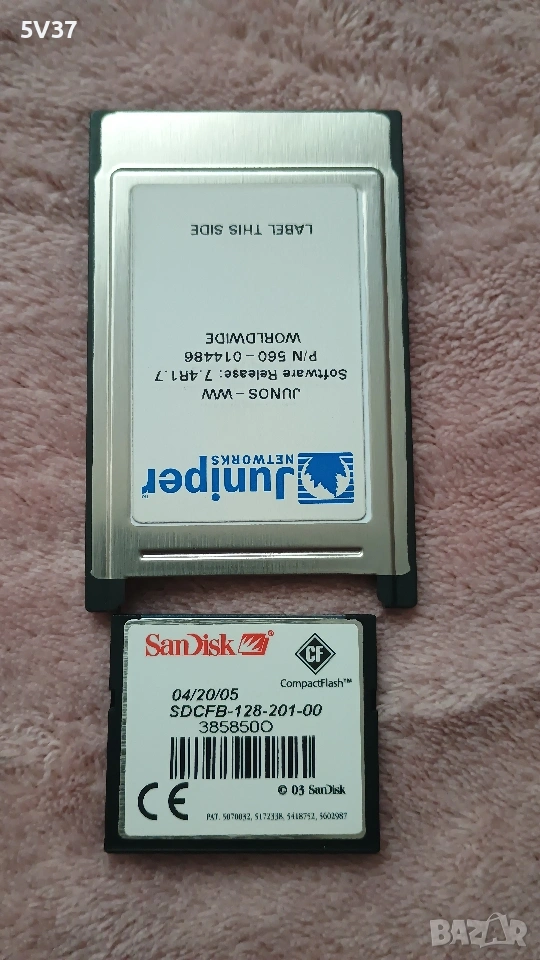 5V37
LABEL THIS SIDE
WORLDWIDE
P/N 560-014486
Software Release: 7.4R1.7
JUNOS-WW
NETWORKS
Juniper™
SanDisk®
CF
CompactFlash™
04/20/05
SDCFB-128-201-00
385850O
© 03 SanDisk
CE
PAT. 5070032, 5172338, 5418752, 5602987
BAZAR